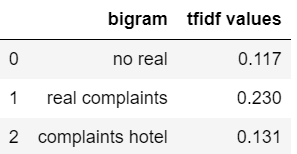 bigram tfidf values
0 no real 0.117
1 real complaints 0.230
2 complaints hotel 0.131